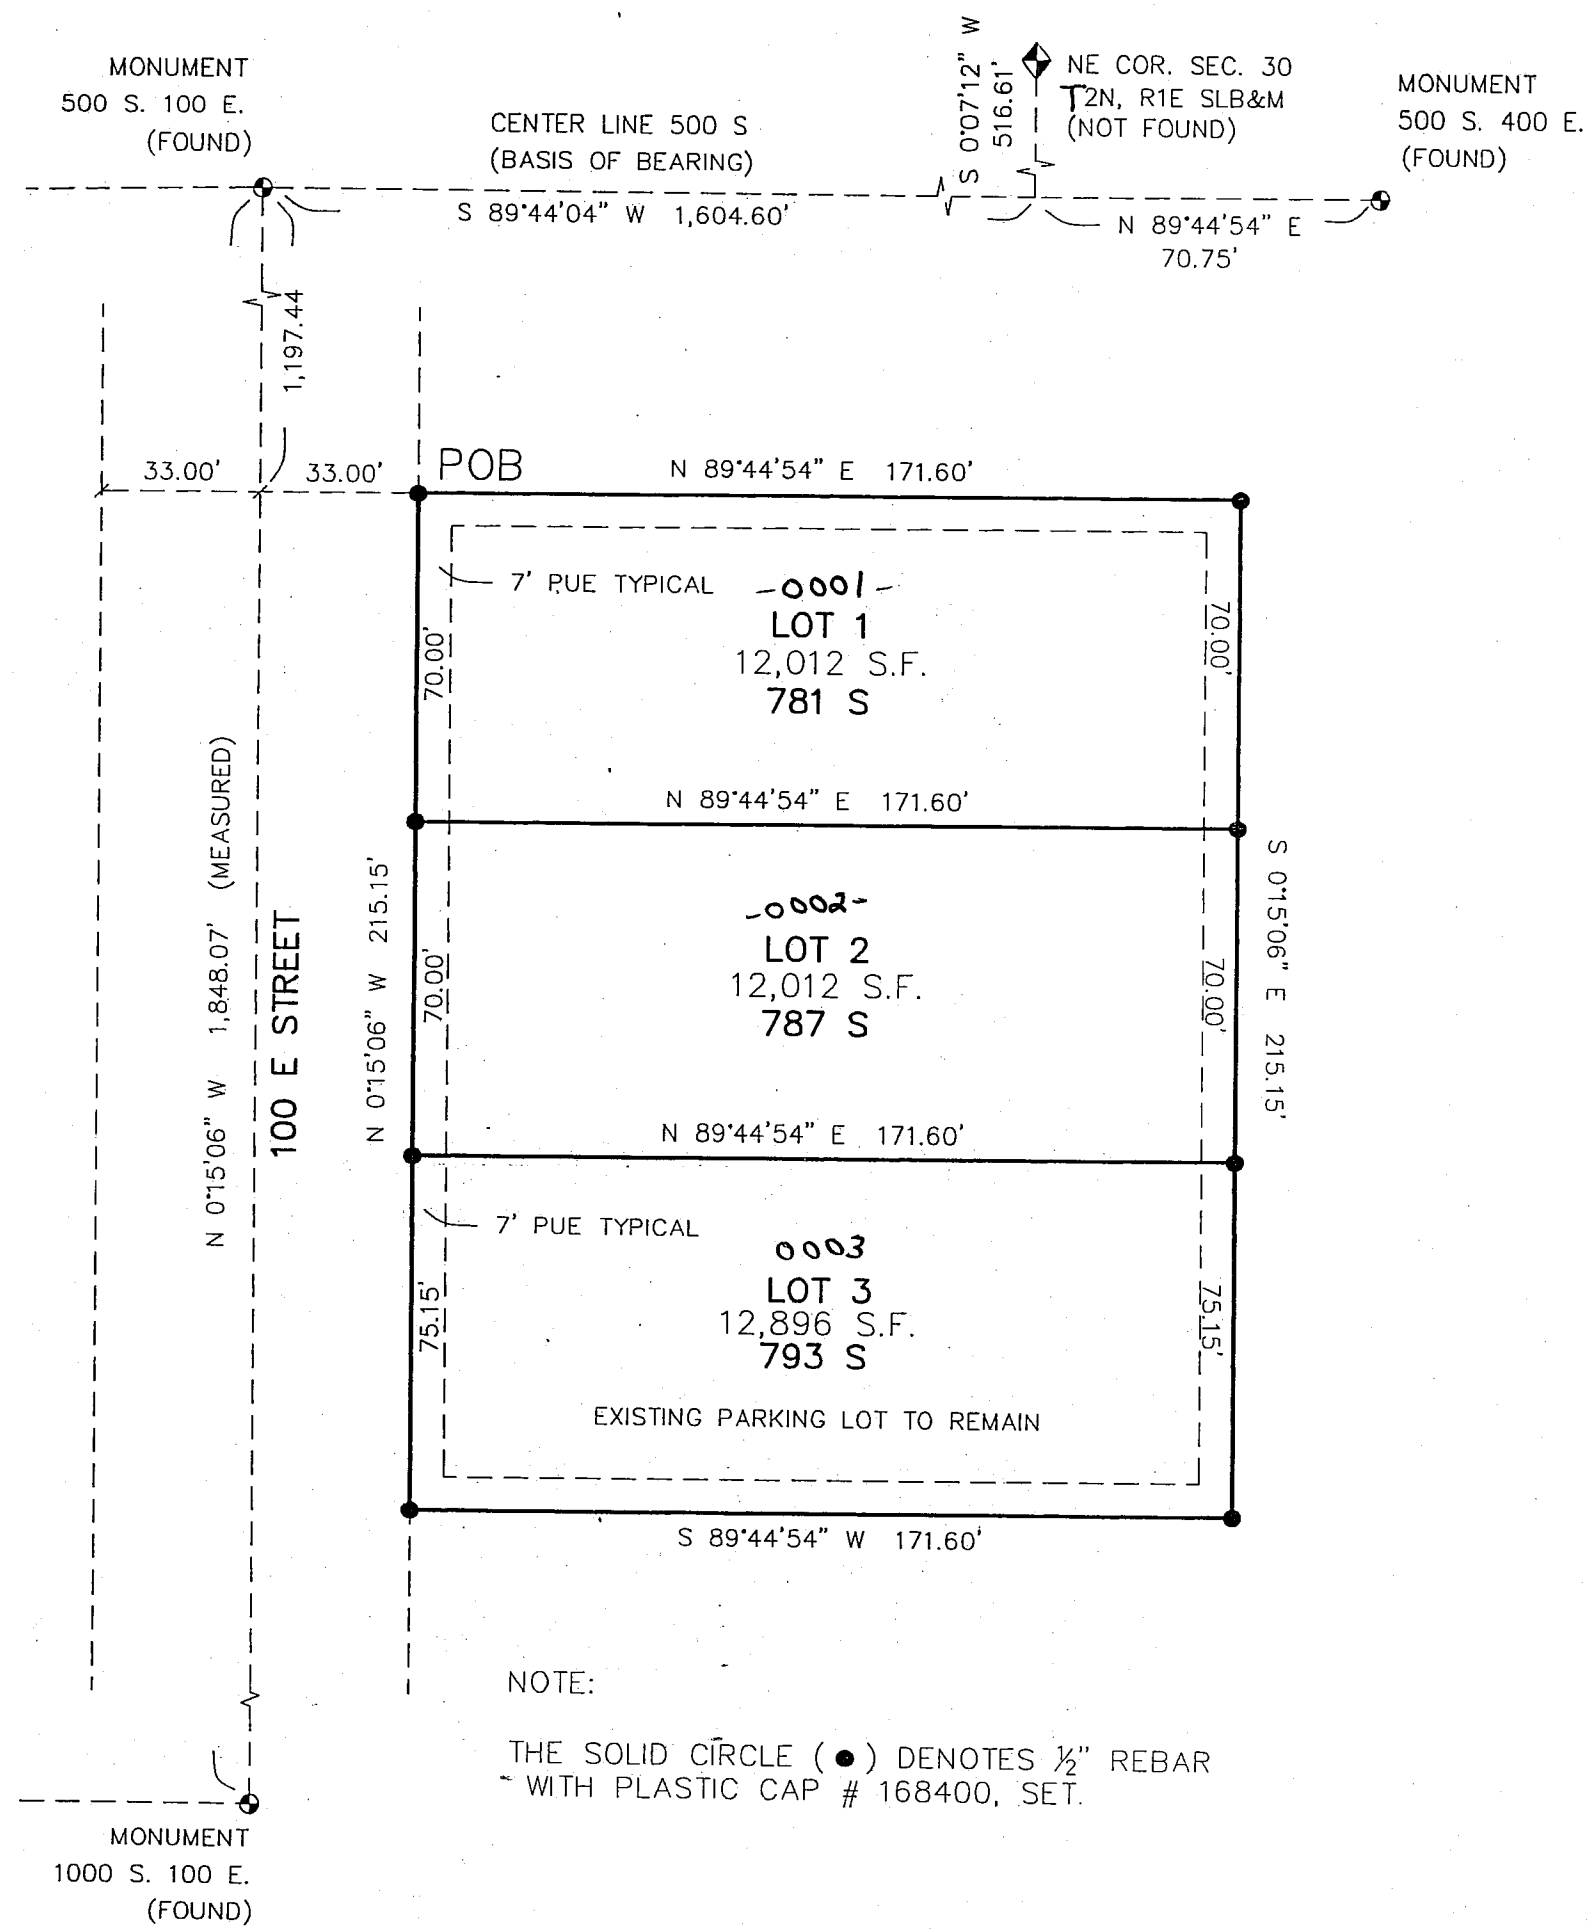 MONUMENT
500 S. 100 E.
(FOUND)
CENTER LINE 500 S
(BASIS OF BEARING)
S 89°44'04" W 1,604.60'
S 0°07'12" W
516.61'
NE COR. SEC. 30
T2N, R1E SLB&M
(NOT FOUND)
MONUMENT
500 S. 400 E.
(FOUND)
N 89°44'54" E
70.75'
1,197.44
33.00'
33.00'
POB
N 89°44'54" E 171.60'
7' PUE TYPICAL
-0001-
LOT 1
12,012 S.F.
781 S
70.00'
70.00'
N 89°44'54" E 171.60'
N 0°15'06" W 1,848.07' (MEASURED)
100 E STREET
N 0°15'06" W 215.15'
S 0°15'06" E 215.15'
-0002-
LOT 2
12,012 S.F.
787 S
70.00'
70.00'
N 89°44'54" E 171.60'
7' PUE TYPICAL
0003
LOT 3
12,896 S.F.
793 S
75.15'
75.15'
EXISTING PARKING LOT TO REMAIN
S 89°44'54" W 171.60'
NOTE:
THE SOLID CIRCLE (●) DENOTES ½" REBAR
WITH PLASTIC CAP # 168400, SET.
MONUMENT
1000 S. 100 E.
(FOUND)